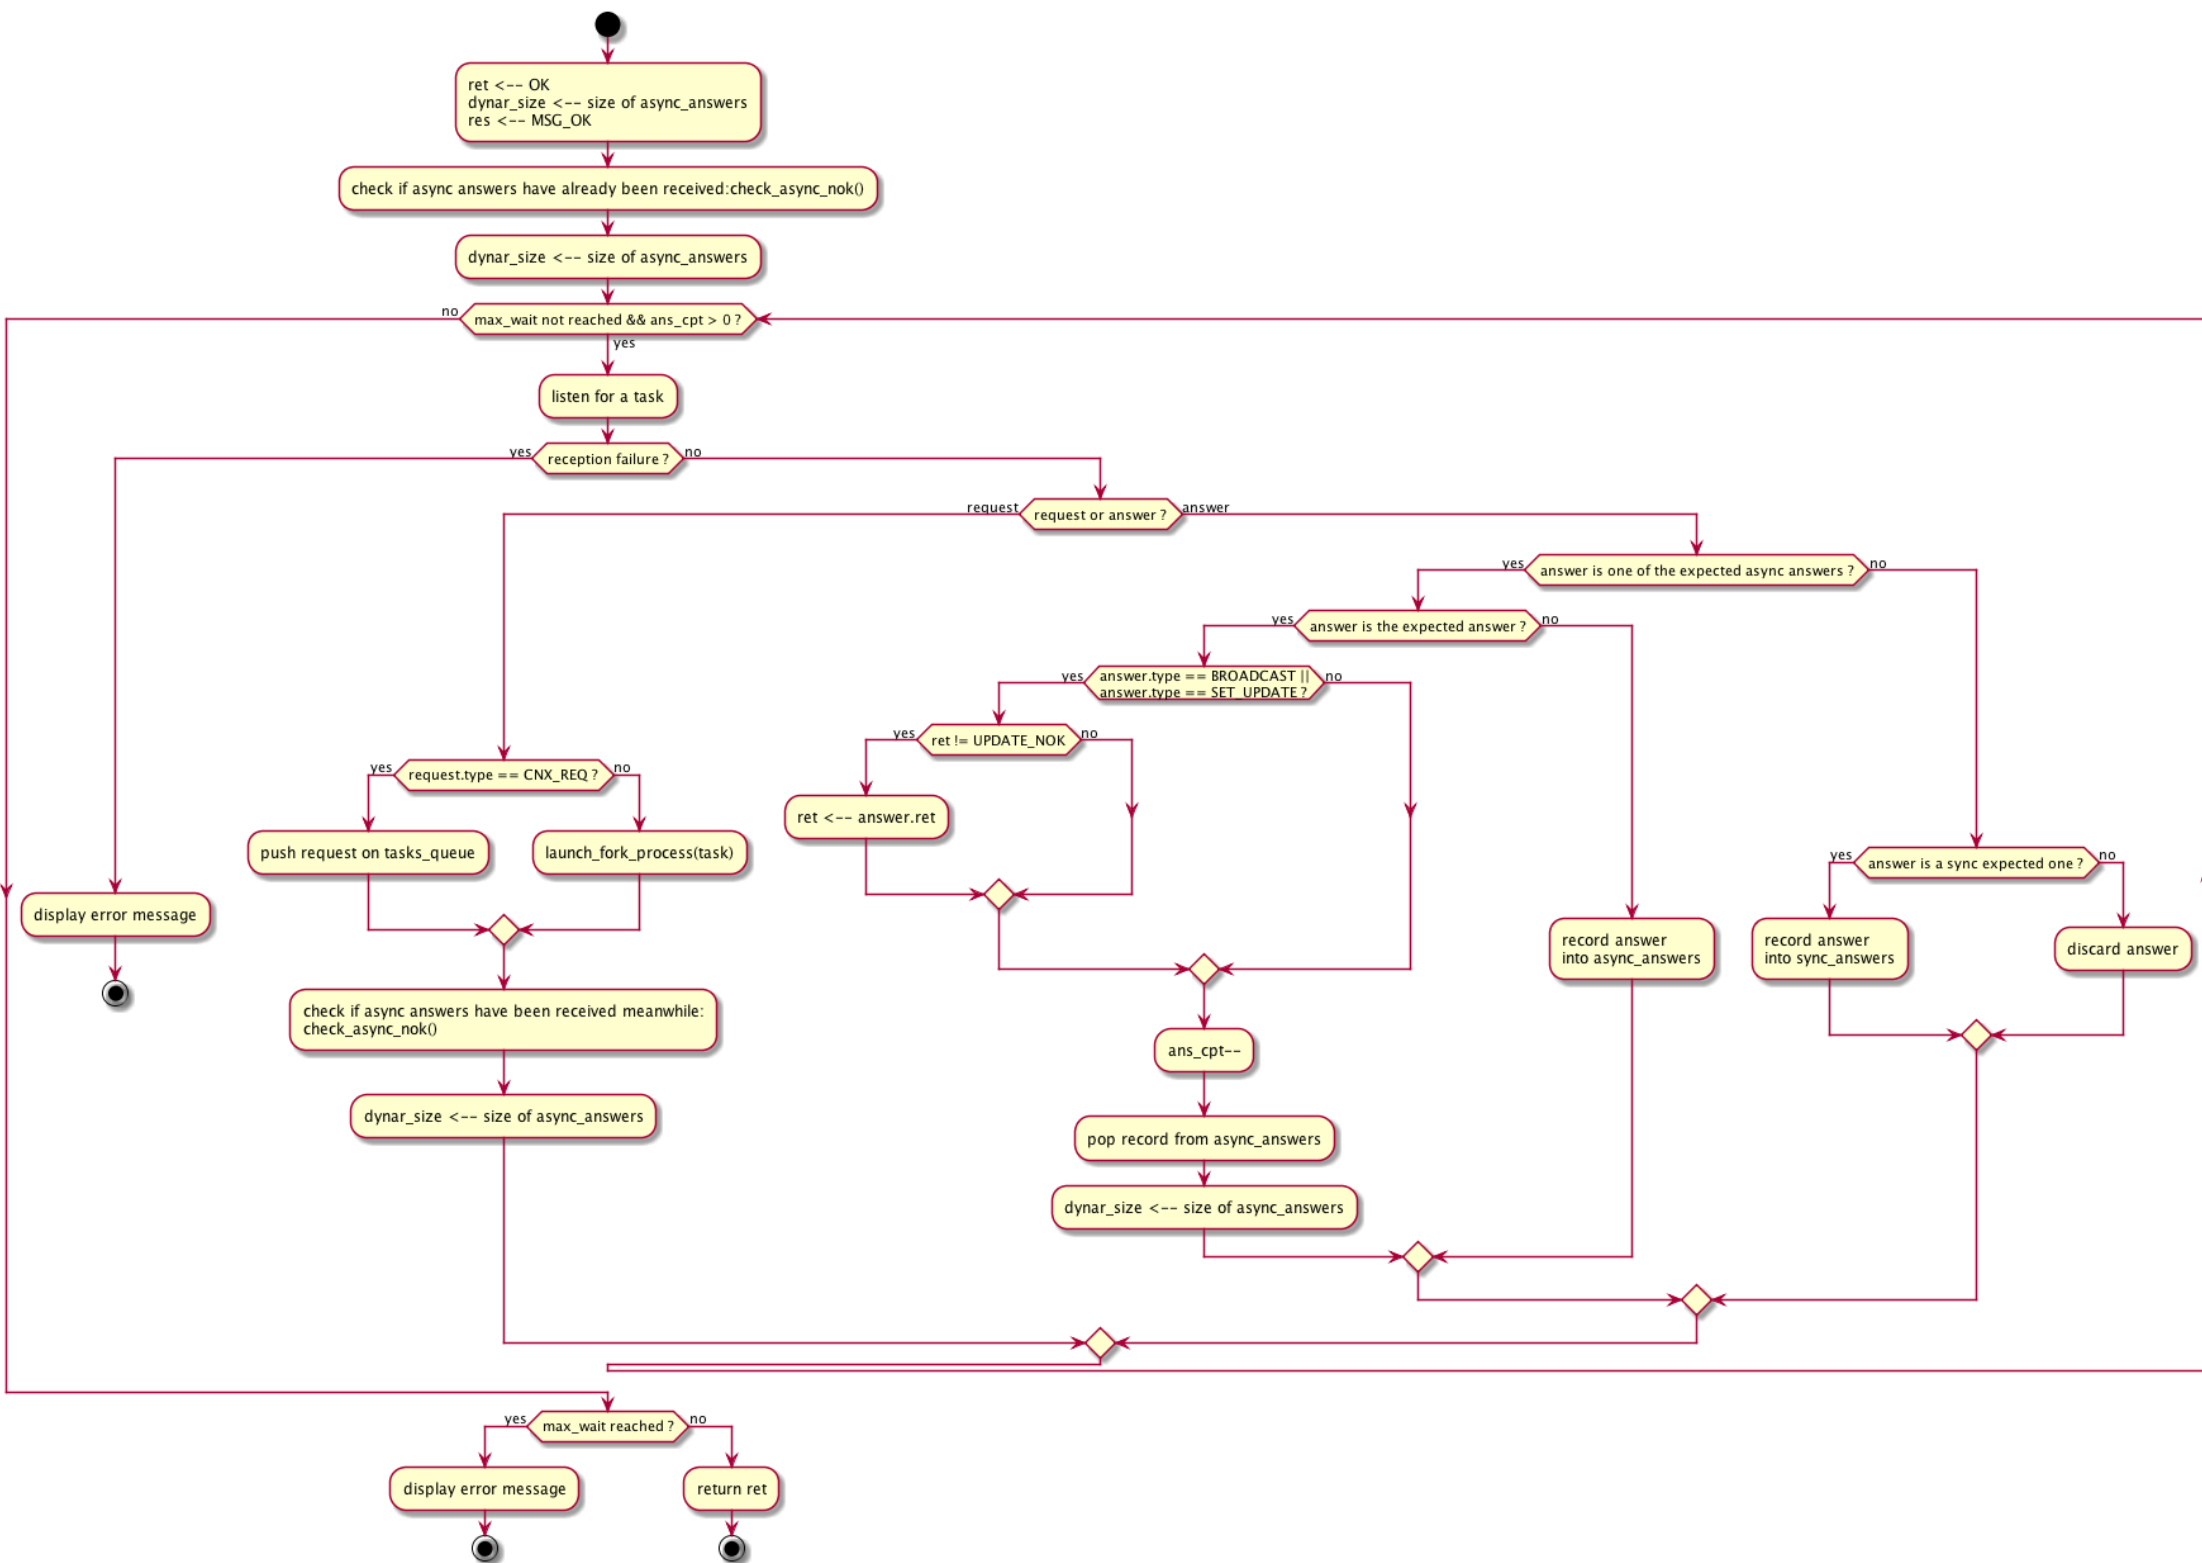 ret <-- OK
dynar_size <-- size of async_answers
res <-- MSG_OK
check if async answers have already been received:check_async_nok()
dynar_size <-- size of async_answers
no
max_wait not reached && ans_cpt > 0 ?
yes
listen for a task
yes
reception failure ?
no
request
request or answer ?
answer
yes
answer is one of the expected async answers ?
no
yes
answer is the expected answer ?
no
yes
answer.type == BROADCAST ||
answer.type == SET_UPDATE ?
no
yes
ret != UPDATE_NOK
no
yes
request.type == CNX_REQ ?
no
ret <-- answer.ret
push request on tasks_queue
launch_fork_process(task)
yes
answer is a sync expected one ?
no
display error message
record answer
into async_answers
record answer
into sync_answers
discard answer
check if async answers have been received meanwhile:
check_async_nok()
ans_cpt--
dynar_size <-- size of async_answers
pop record from async_answers
dynar_size <-- size of async_answers
yes
max_wait reached ?
no
display error message
return ret